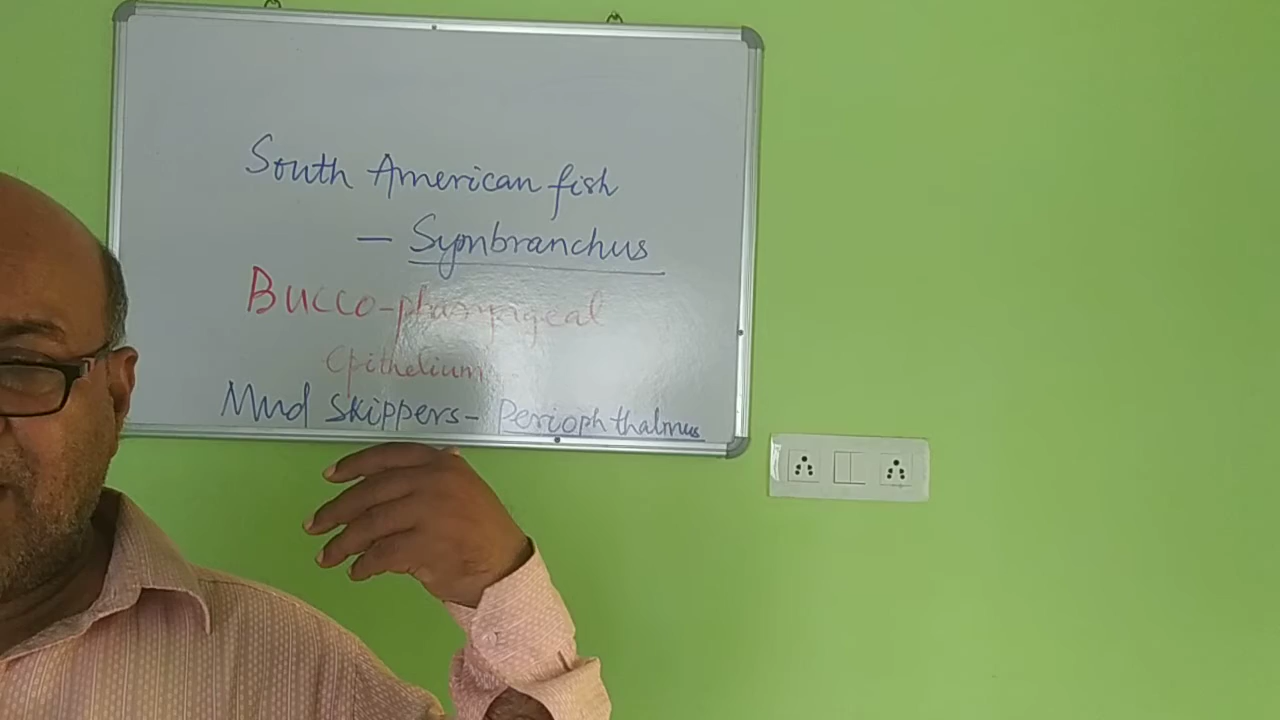 South American fish
- Synbranchus
Bucco-pharyngeal
Epithelium
Mud skippers- Periophthalmus